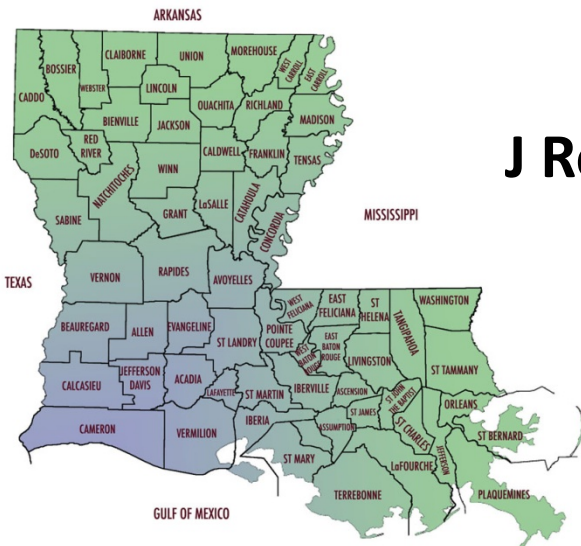 ARKANSAS
CLAIBORNE
UNION
MOREHOUSE
WEST
CARROLL
EAST
CARROLL
BOSSIER
WEBSTER
LINCOLN
CADDO
OUACHITA
RICHLAND
MADISON
BIENVILLE
JACKSON
J Re
DeSOTO
RED
RIVER
CALDWELL
FRANKLIN
TENSAS
NATCHITOCHES
WINN
LaSALLE
CATAHOULA
CONCORDIA
SABINE
GRANT
MISSISSIPPI
TEXAS
VERNON
RAPIDES
AVOYELLES
WEST
FELICIANA
EAST
FELICIANA
ST
HELENA
TANGIPAHOA
WASHINGTON
BEAUREGARD
ALLEN
EVANGELINE
ST LANDRY
POINTE
COUPEE
WEST
BATON
ROUGE
EAST
BATON
ROUGE
LIVINGSTON
ST TAMMANY
CALCASIEU
JEFFERSON
DAVIS
ACADIA
LAFAYETTE
ST MARTIN
IBERVILLE
ASCENSION
ST JOHN
THE BAPTIST
ORLEANS
CAMERON
VERMILION
IBERIA
ASSUMPTION
ST JAMES
ST CHARLES
JEFFERSON
ST BERNARD
ST MARY
LaFOURCHE
TERREBONNE
PLAQUEMINES
GULF OF MEXICO